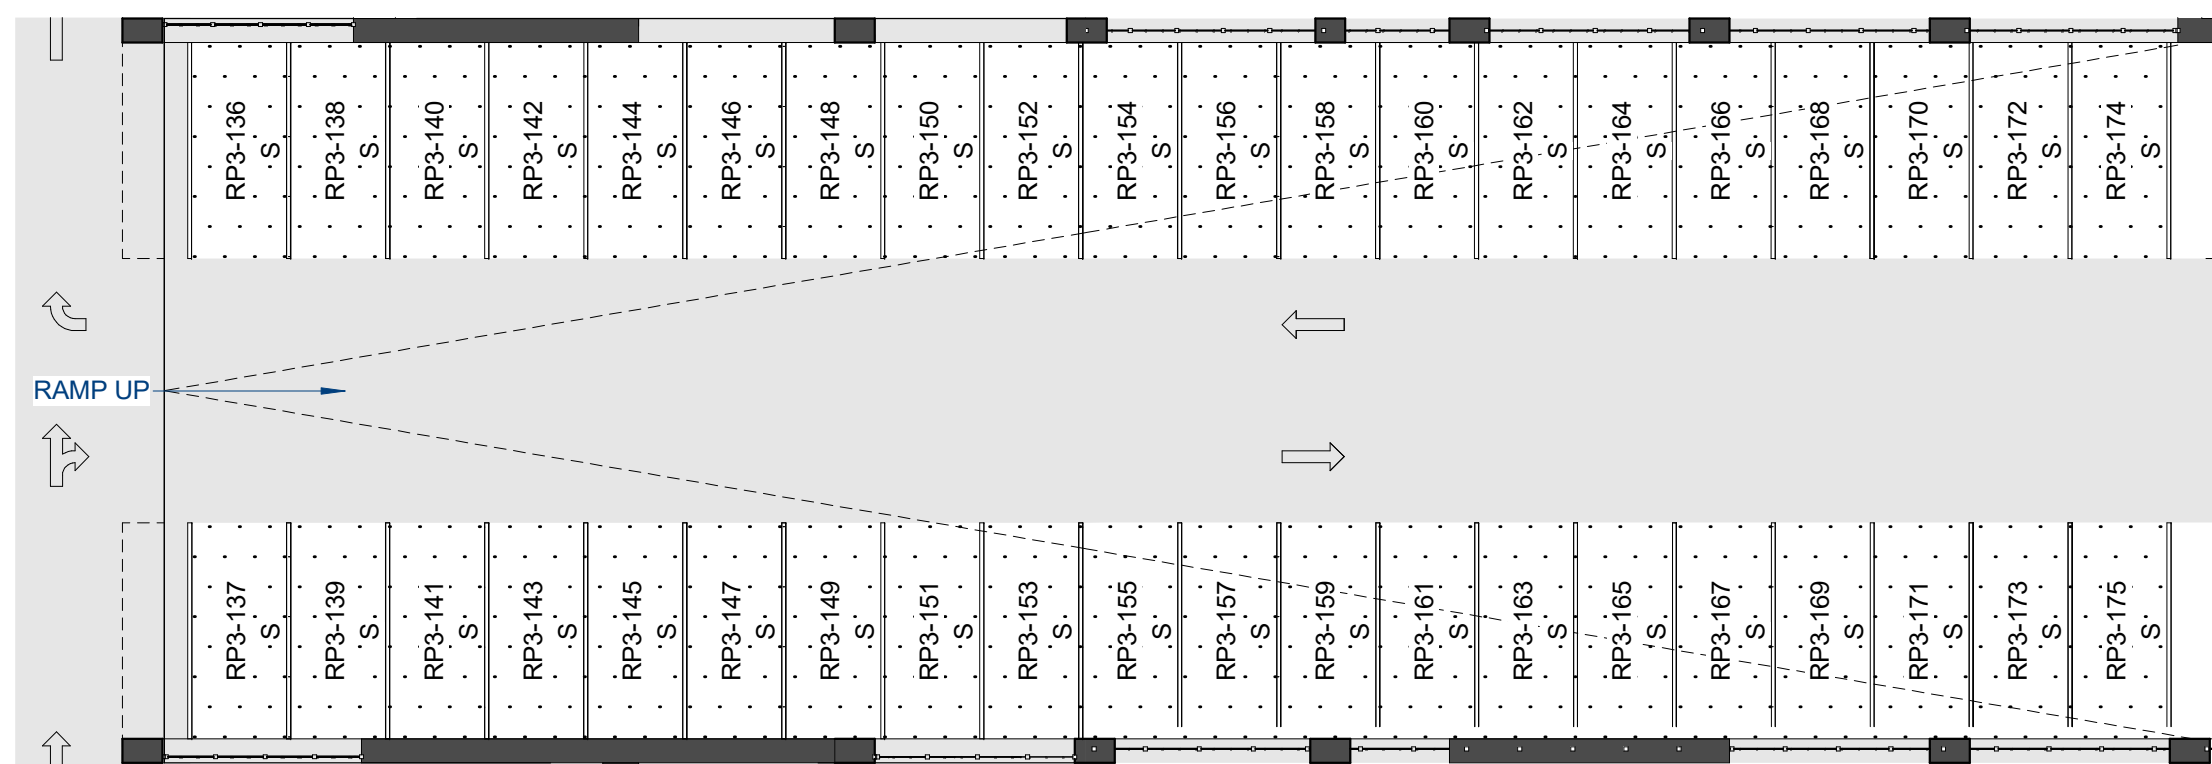 RP3-136 S
RP3-138 S
RP3-140 S
RP3-142 S
RP3-144 S
RP3-146 S
RP3-148 S
RP3-150 S
RP3-152 S
RP3-154 S
RP3-156 S
RP3-158 S
RP3-160 S
RP3-162 S
RP3-164 S
RP3-166 S
RP3-168 S
RP3-170 S
RP3-172 S
RP3-174 S
RAMP UP
RP3-137 S
RP3-139 S
RP3-141 S
RP3-143 S
RP3-145 S
RP3-147 S
RP3-149 S
RP3-151 S
RP3-153 S
RP3-155 S
RP3-157 S
RP3-159 S
RP3-161 S
RP3-163 S
RP3-165 S
RP3-167 S
RP3-169 S
RP3-171 S
RP3-173 S
RP3-175 S